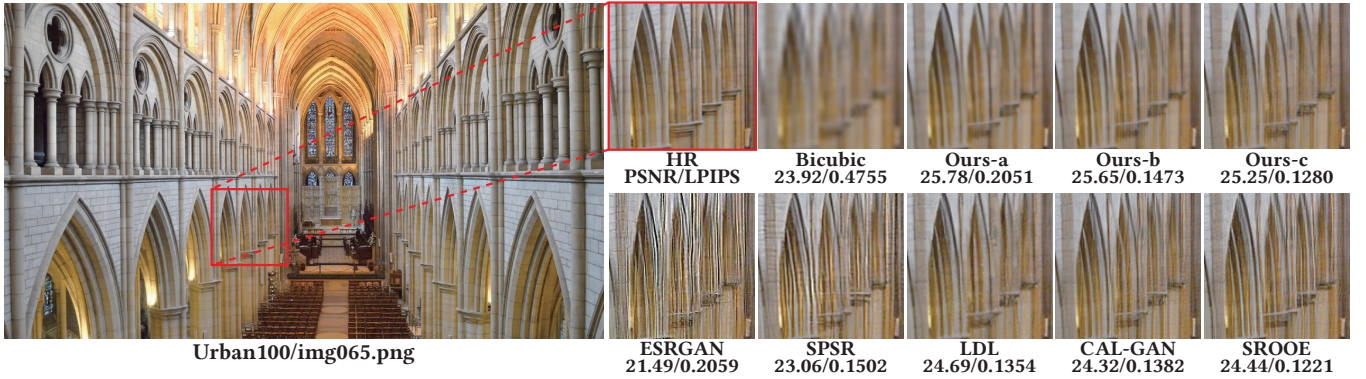 HR
PSNR/LPIPS
Bicubic
23.92/0.4755
Ours-a
25.78/0.2051
Ours-b
25.65/0.1473
Ours-c
25.25/0.1280
Urban100/img065.png
ESRGAN
21.49/0.2059
SPSR
23.06/0.1502
LDL
24.69/0.1354
CAL-GAN
24.32/0.1382
SROOE
24.44/0.1221